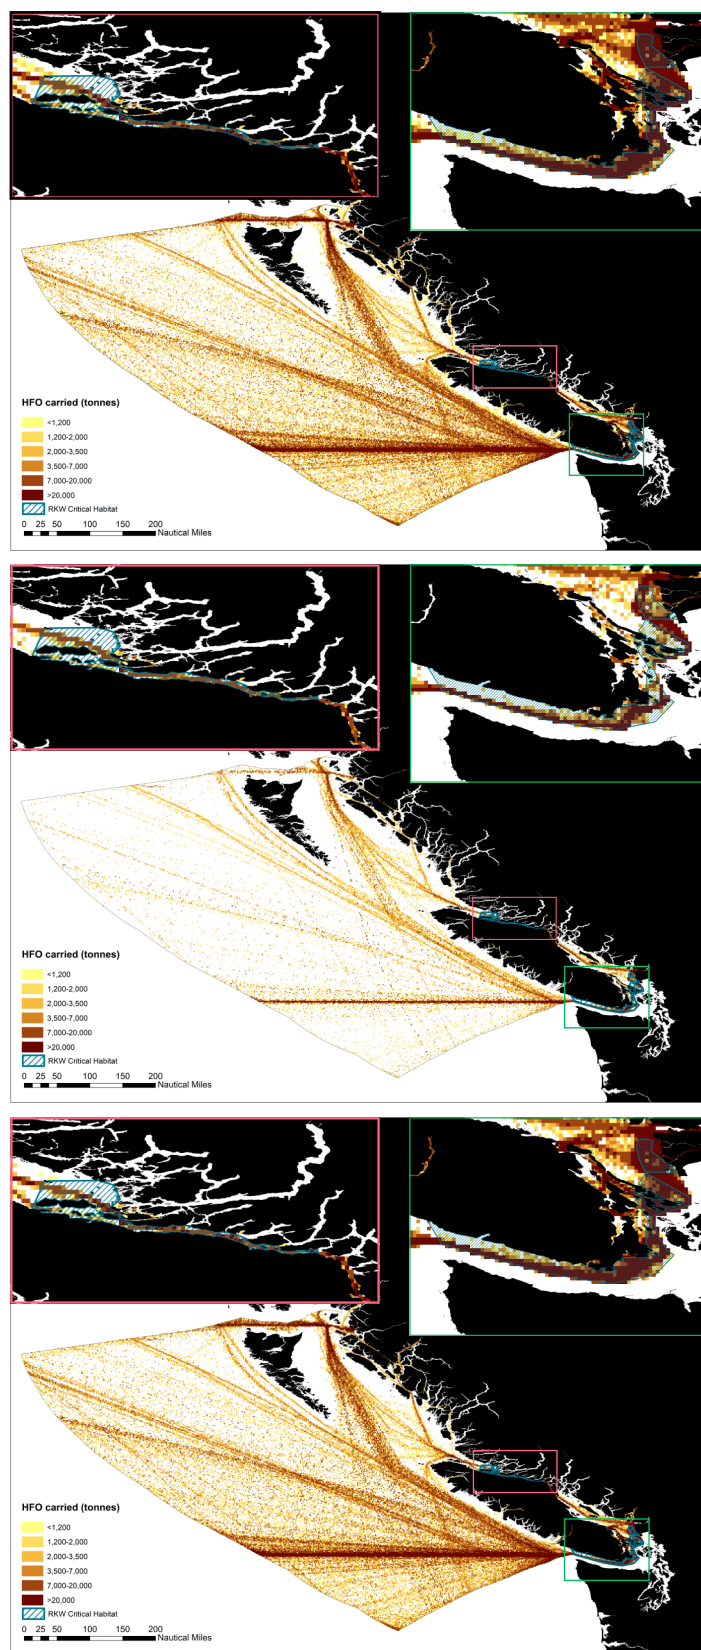 HFO carried (tonnes)
<1,200
1,200-2,000
2,000-3,500
3,500-7,000
7,000-20,000
>20,000
RKW Critical Habitat
0 25 50 100 150 200
Nautical Miles
HFO carried (tonnes)
<1,200
1,200-2,000
2,000-3,500
3,500-7,000
7,000-20,000
>20,000
RKW Critical Habitat
0 25 50 100 150 200
Nautical Miles
HFO carried (tonnes)
<1,200
1,200-2,000
2,000-3,500
3,500-7,000
7,000-20,000
>20,000
RKW Critical Habitat
0 25 50 100 150 200
Nautical Miles